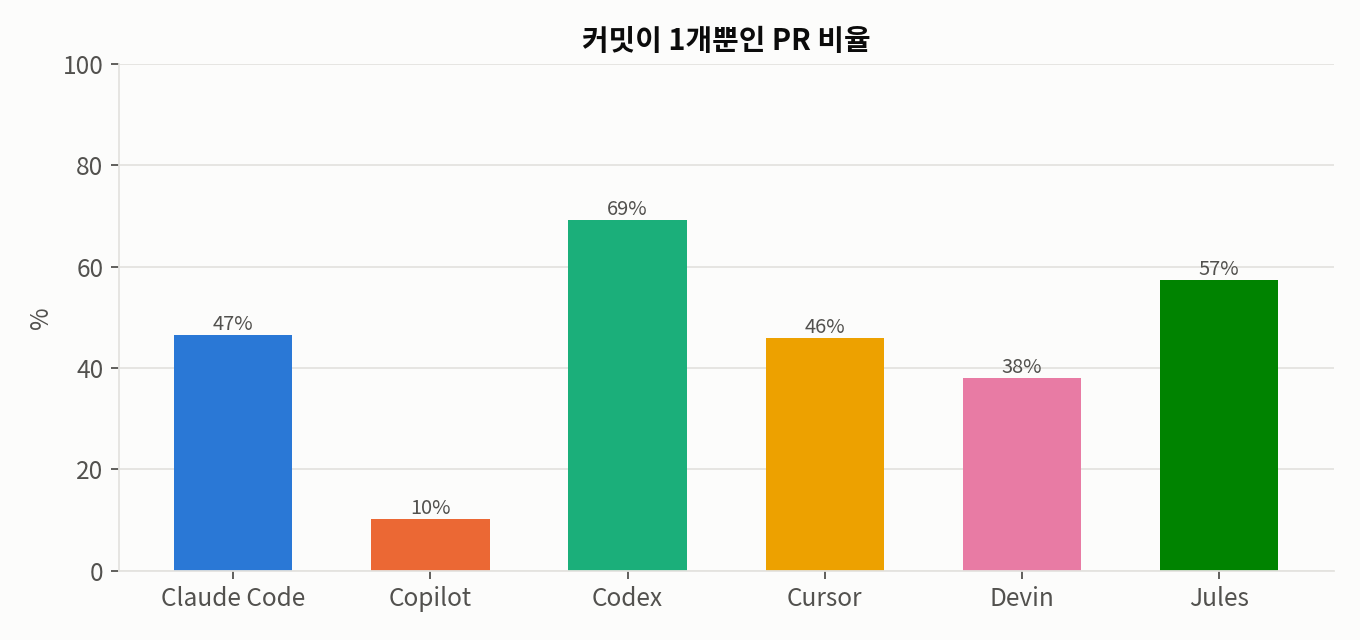 커밋이 1개뿐인 PR 비율
100
80
60
40
20
0
%
47%
10%
69%
46%
38%
57%
Claude Code
Copilot
Codex
Cursor
Devin
Jules